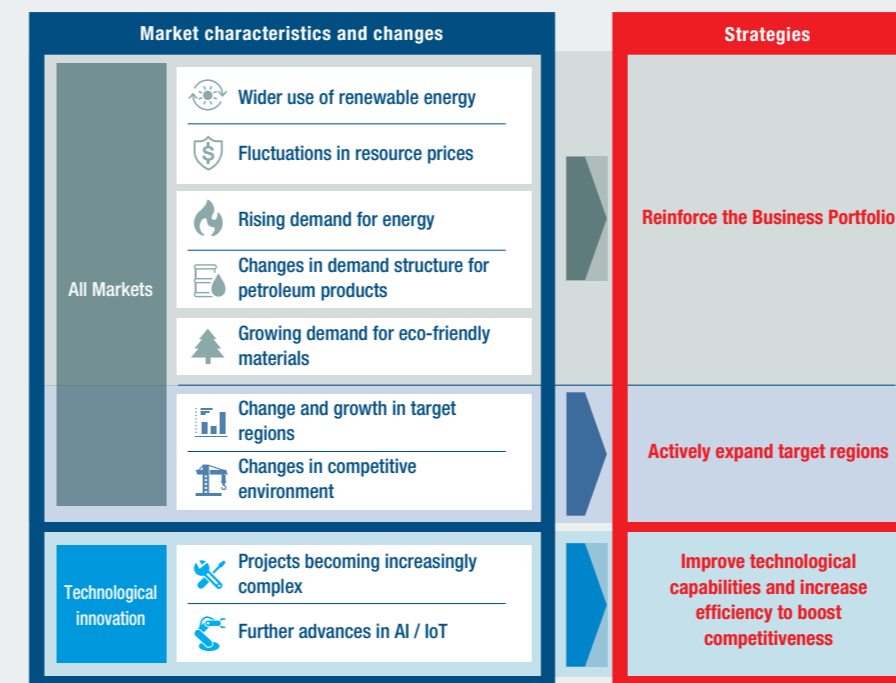 Market characteristics and changes
Strategies
All Markets
Wider use of renewable energy
Fluctuations in resource prices
Rising demand for energy
Changes in demand structure for
petroleum products
Growing demand for eco-friendly
materials
Reinforce the Business Portfolio
Change and growth in target
regions
Changes in competitive
environment
Actively expand target regions
Technological
innovation
Projects becoming increasingly
complex
Further advances in AI / IoT
Improve technological
capabilities and increase
efficiency to boost
competitiveness